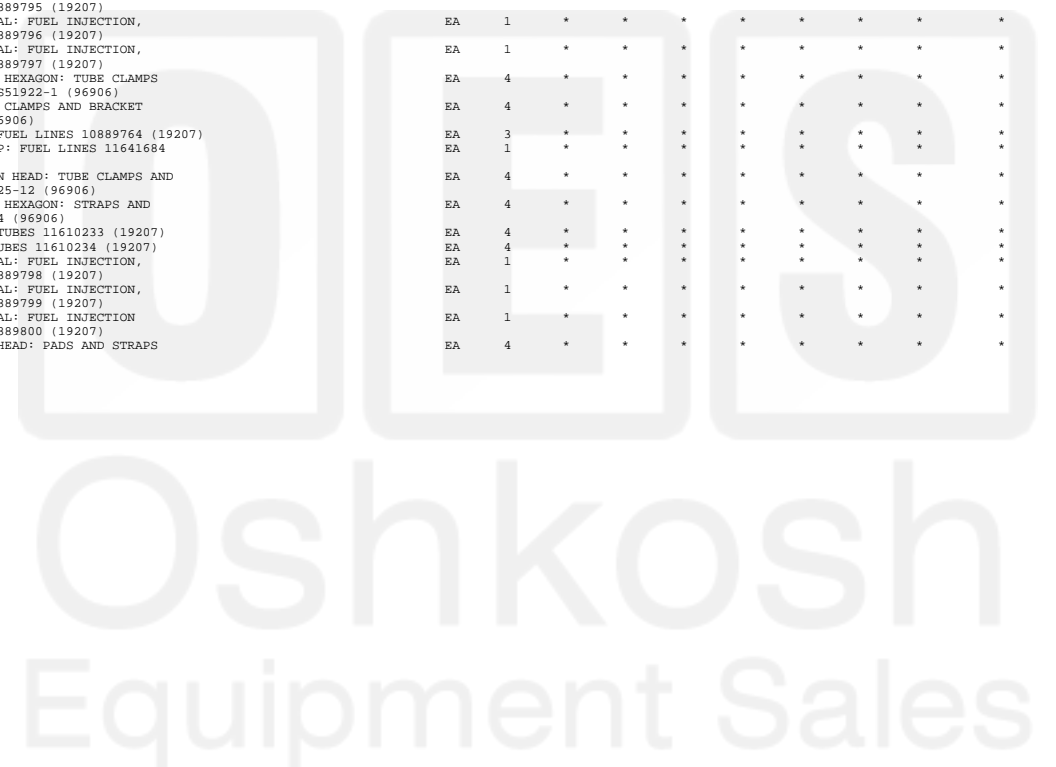 889795 (19207)
AL: FUEL INJECTION, EA 1 * * * * * * * *
889796 (19207)
AL: FUEL INJECTION, EA 1 * * * * * * * *
889797 (19207)
HEXAGON: TUBE CLAMPS EA 4 * * * * * * * *
S51922-1 (96906)
CLAMPS AND BRACKET EA 4 * * * * * * * *
6906)
FUEL LINES 10889764 (19207) EA 3 * * * * * * * *
P: FUEL LINES 11641684 EA 1 * * * * * * * *
N HEAD: TUBE CLAMPS AND EA 4 * * * * * * * *
25-12 (96906)
HEXAGON: STRAPS AND EA 4 * * * * * * * *
4 (96906)
TUBES 11610233 (19207) EA 4 * * * * * * * *
UBES 11610234 (19207) EA 4 * * * * * * * *
AL: FUEL INJECTION, EA 1 * * * * * * * *
889798 (19207)
AL: FUEL INJECTION, EA 1 * * * * * * * *
889799 (19207)
AL: FUEL INJECTION EA 1 * * * * * * * *
889800 (19207)
HEAD: PADS AND STRAPS EA 4 * * * * * * * *
OES
Oshkosh
Equipment Sales